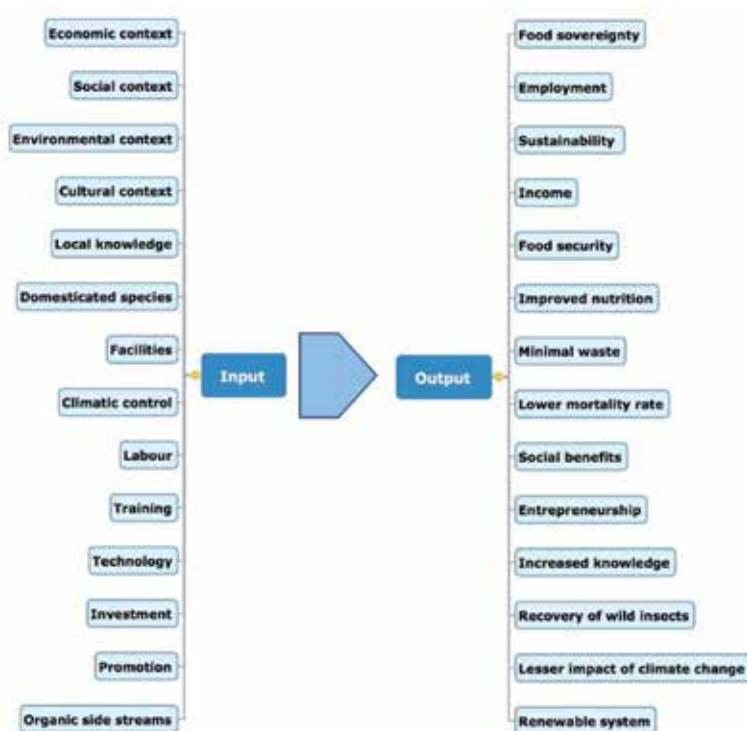 Economic context
Social context
Environmental context
Cultural context
Local knowledge
Domesticated species
Facilities
Climatic control
Labour
Training
Technology
Investment
Promotion
Organic side streams
Input
Output
Food sovereignty
Employment
Sustainability
Income
Food security
Improved nutrition
Minimal waste
Lower mortality rate
Social benefits
Entrepreneurship
Increased knowledge
Recovery of wild insects
Lesser impact of climate change
Renewable system